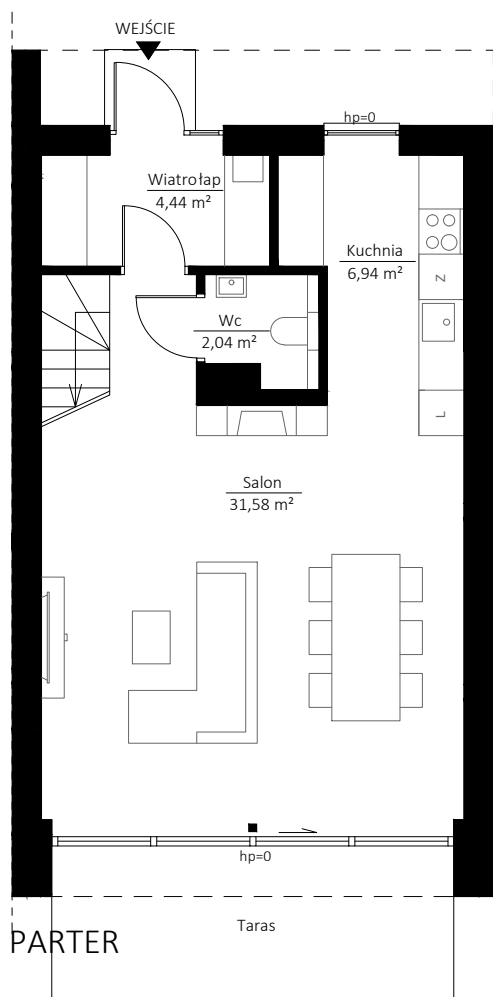 WEJŚCIE
hp=0
Wiatrołap
4,44 m²
Kuchnia
6,94 m²
Z
Wc
2,04 m²
L
Salon
31,58 m²
hp=0
Taras
PARTER